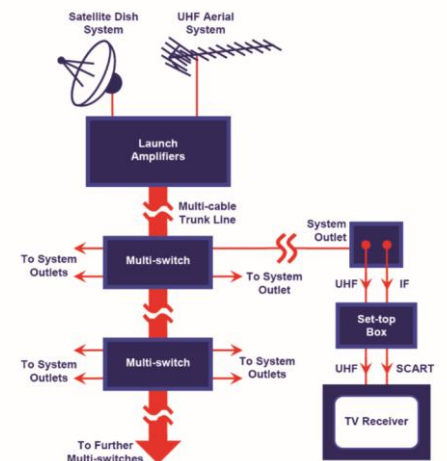 Satellite Dish
System
UHF Aerial
System
Launch
Amplifiers
Multi-cable
Trunk Line
System
Outlet
To System
Outlets
Multi-switch
To System
Outlet
UHF
IF
Set-top
Box
To System
Outlets
Multi-switch
To System
Outlets
UHF
SCART
TV Receiver
To Further
Multi-switches